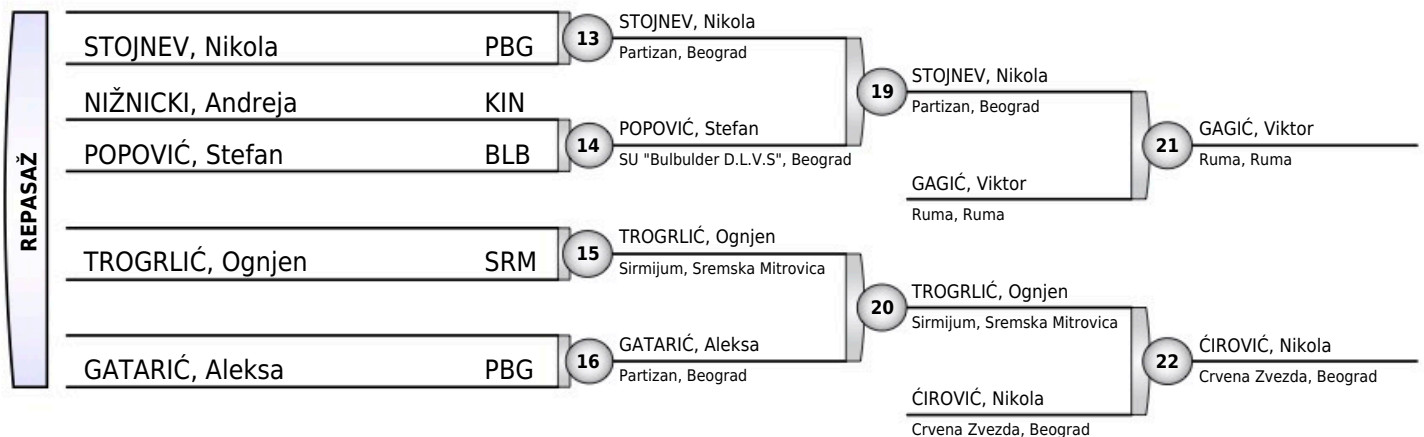 REPASAŽ
STOJNEV, Nikola PBG
NIŽNICKI, Andreja KIN
POPOVIĆ, Stefan BLB
TROGRLIĆ, Ognjen SRM
GATARIĆ, Aleksa PBG
13
STOJNEV, Nikola
Partizan, Beograd
14
POPOVIĆ, Stefan
SU "Bulbulder D.L.V.S", Beograd
15
TROGRLIĆ, Ognjen
Sirmijum, Sremska Mitrovica
16
GATARIĆ, Aleksa
Partizan, Beograd
19
STOJNEV, Nikola
Partizan, Beograd
GAGIĆ, Viktor
Ruma, Ruma
20
TROGRLIĆ, Ognjen
Sirmijum, Sremska Mitrovica
ĆIROVIĆ, Nikola
Crvena Zvezda, Beograd
21
GAGIĆ, Viktor
Ruma, Ruma
22
ĆIROVIĆ, Nikola
Crvena Zvezda, Beograd